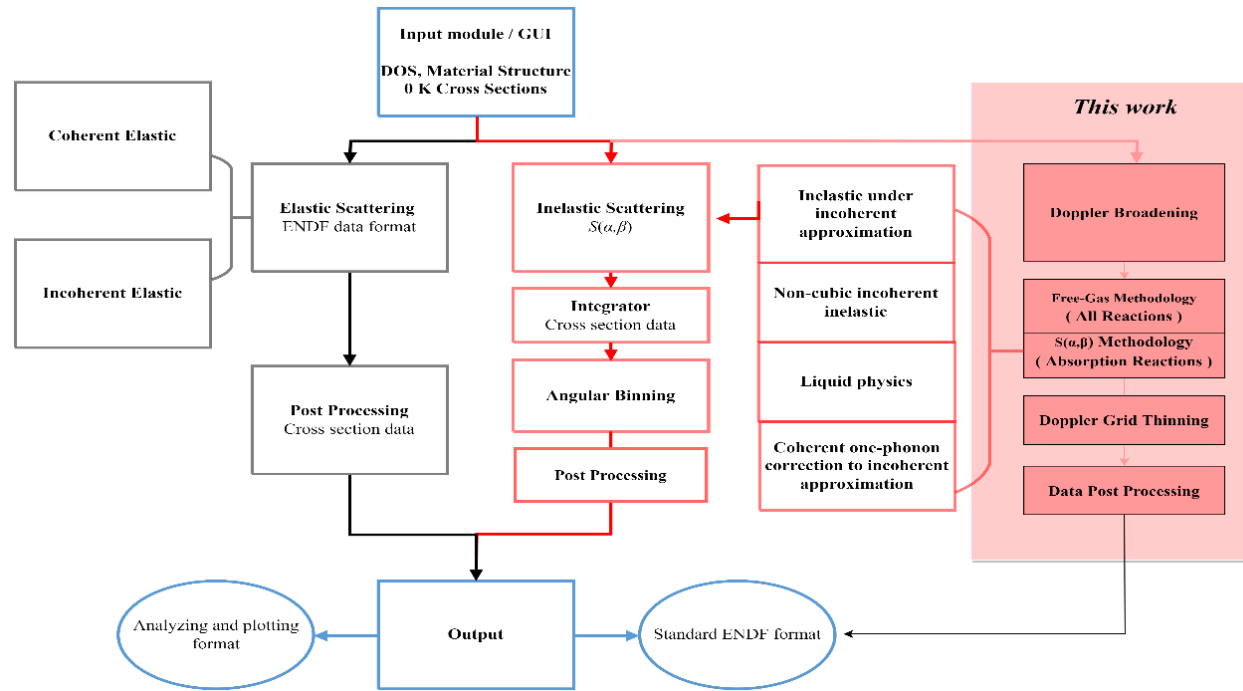 Input module / GUI
DOS, Material Structure
0 K Cross Sections
This work
Coherent Elastic
Incoherent Elastic
Elastic Scattering
ENDF data format
Post Processing
Cross section data
Inelastic Scattering
S(α,β)
Integrator
Cross section data
Angular Binning
Post Processing
Inelastic under
incoherent
approximation
Non-cubic incoherent
inelastic
Liquid physics
Coherent one-phonon
correction to incoherent
approximation
Doppler Broadening
Free-Gas Methodology
( All Reactions )
S(α,β) Methodology
( Absorption Reactions )
Doppler Grid Thinning
Data Post Processing
Analyzing and plotting
format
Output
Standard ENDF format